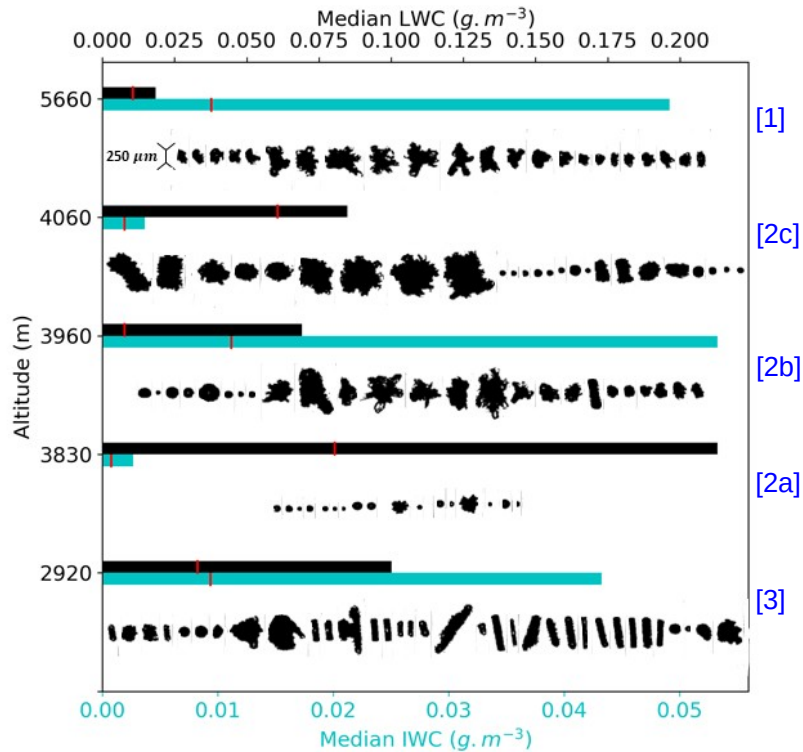 Median LWC (g.m⁻³)
0.000 0.025 0.050 0.075 0.100 0.125 0.150 0.175 0.200
5660
[1]
250 μm
4060
[2c]
3960
[2b]
Altitude (m)
3830
[2a]
2920
[3]
0.00 0.01 0.02 0.03 0.04 0.05
Median IWC (g.m⁻³)